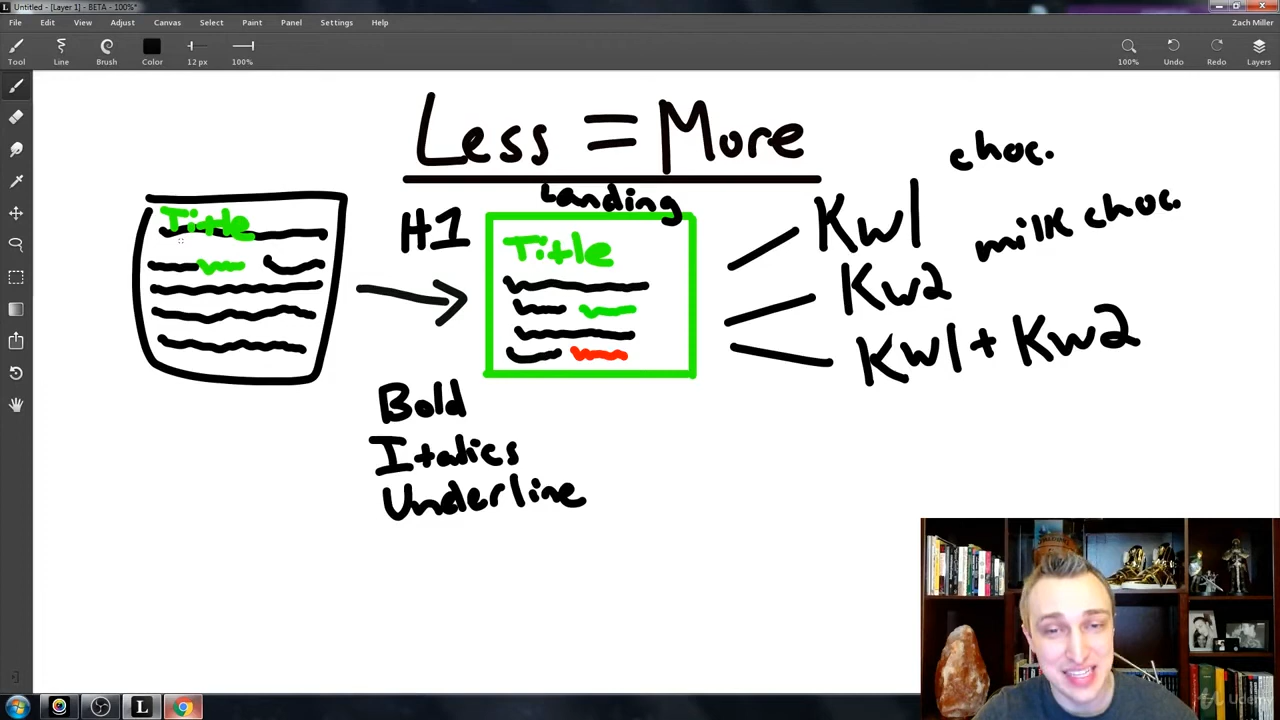 Untitled - [Layer 1] - BETA - 100%*
File Edit View Adjust Canvas Select Paint Panel Settings Help
Zach Miller
Tool Line Brush Color 12 px 100% 100% Undo Redo Layers
Less = More
choc.
Landing
Title
H1
Title
Kw1
milk choc.
Kw2
Kw1 + Kw2
Bold
Italics
Underline
L
Udemy